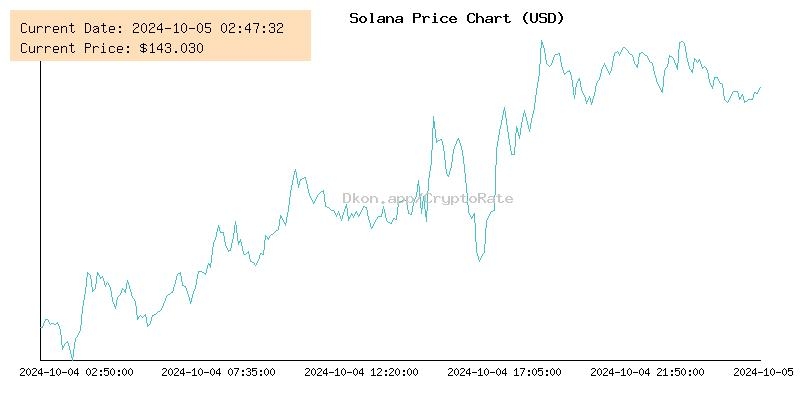 Solana Price Chart (USD)
Current Date: 2024-10-05 02:47:32
Current Price: $143.030
Dkon.app/CryptoRate
2024-10-04 02:50:00 2024-10-04 07:35:00 2024-10-04 12:20:00 2024-10-04 17:05:00 2024-10-04 21:50:00 2024-10-05